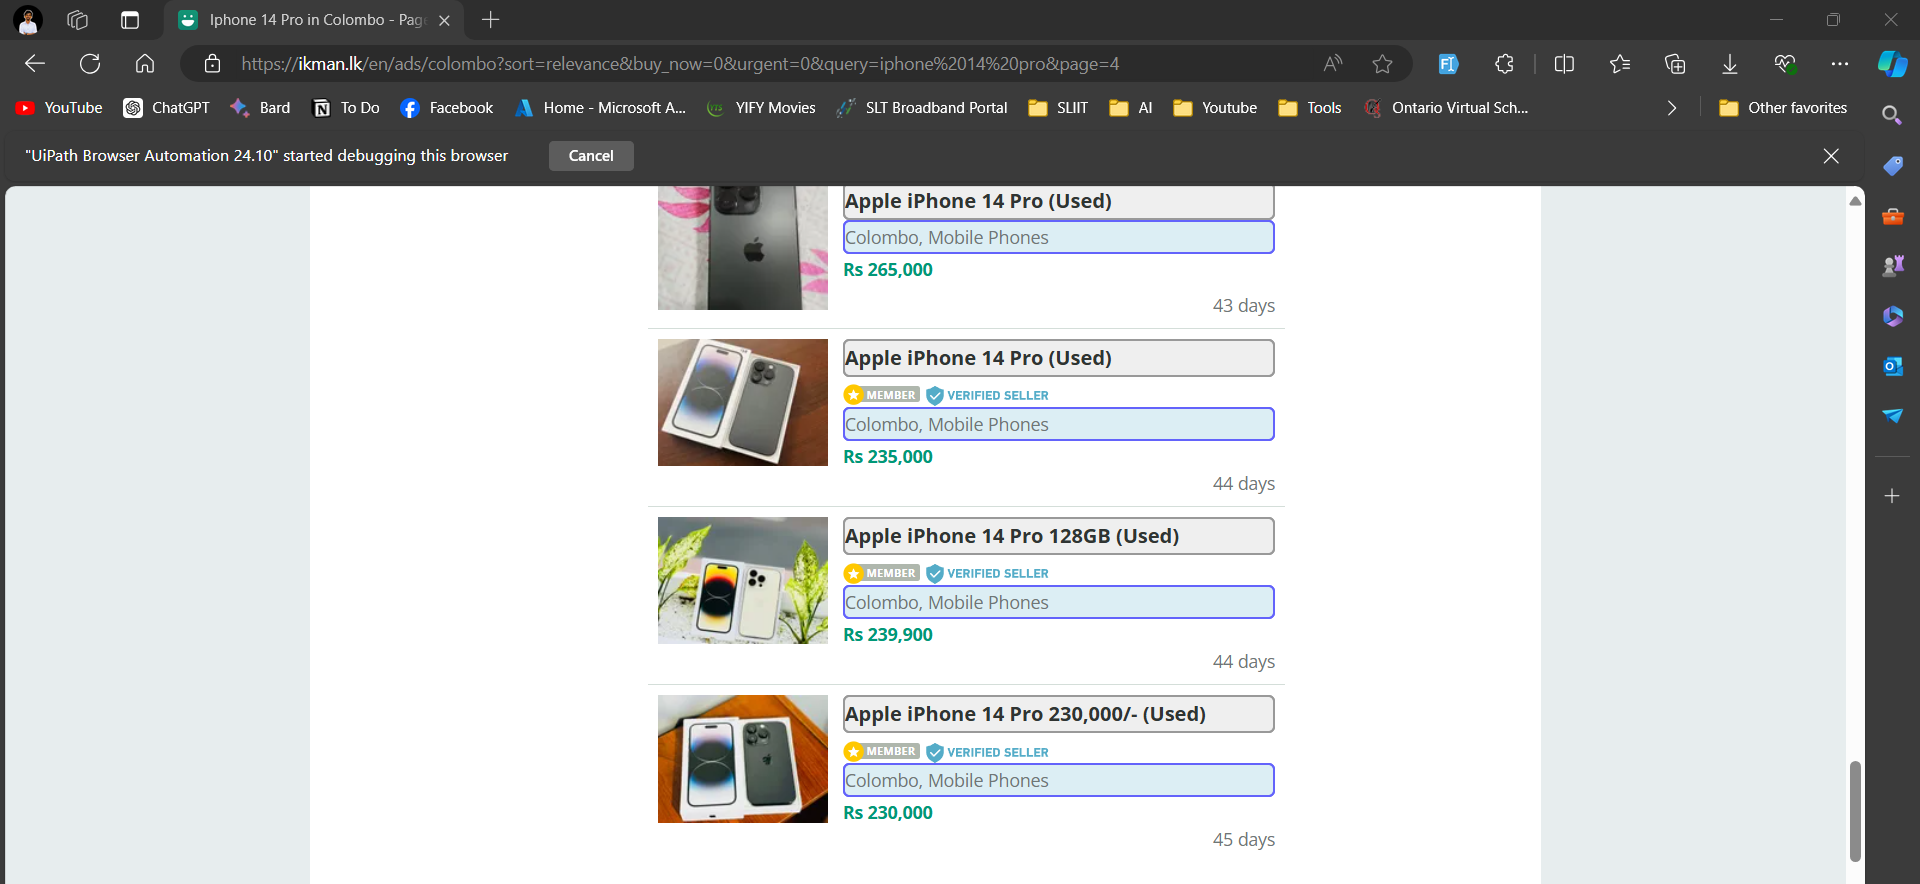 Iphone 14 Pro in Colombo - Pag
https://ikman.lk/en/ads/colombo?sort=relevance&buy_now=0&urgent=0&query=iphone%2014%20pro&page=4
YouTube ChatGPT Bard To Do Facebook Home - Microsoft A... YIFY Movies SLT Broadband Portal SLIIT AI Youtube Tools Ontario Virtual Sch... Other favorites
"UiPath Browser Automation 24.10" started debugging this browser Cancel
Apple iPhone 14 Pro (Used)
Colombo, Mobile Phones
Rs 265,000
43 days
Apple iPhone 14 Pro (Used)
MEMBER VERIFIED SELLER
Colombo, Mobile Phones
Rs 235,000
44 days
Apple iPhone 14 Pro 128GB (Used)
MEMBER VERIFIED SELLER
Colombo, Mobile Phones
Rs 239,900
44 days
Apple iPhone 14 Pro 230,000/- (Used)
MEMBER VERIFIED SELLER
Colombo, Mobile Phones
Rs 230,000
45 days